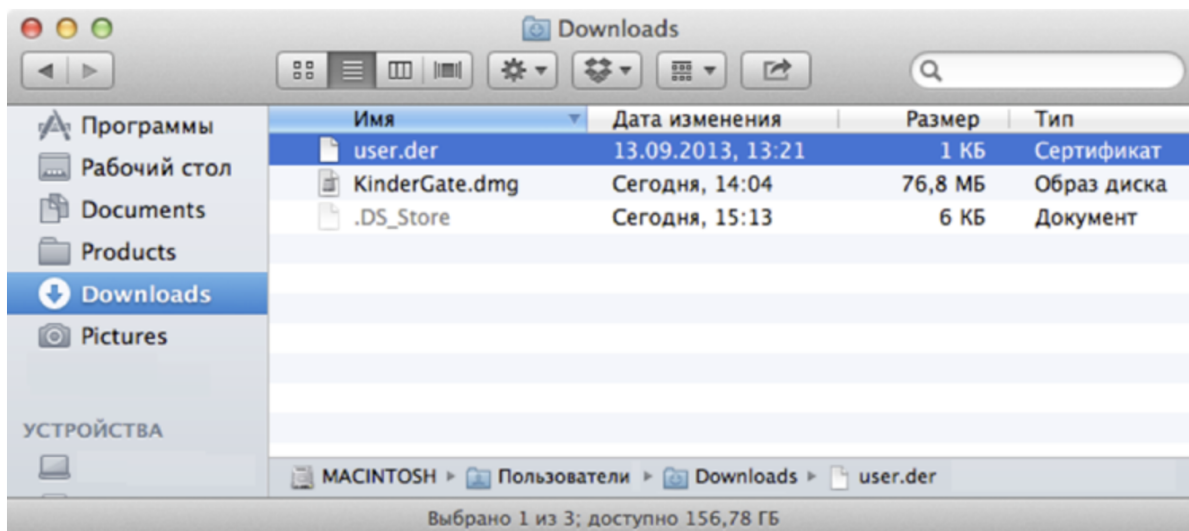 Downloads
Имя Дата изменения Размер Тип
Программы
Рабочий стол
Documents
Products
Downloads
Pictures
УСТРОЙСТВА
user.der 13.09.2013, 13:21 1 КБ Сертификат
KinderGate.dmg Сегодня, 14:04 76,8 МБ Образ диска
.DS_Store Сегодня, 15:13 6 КБ Документ
MACINTOSH Пользователи Downloads user.der
Выбрано 1 из 3; доступно 156,78 ГБ